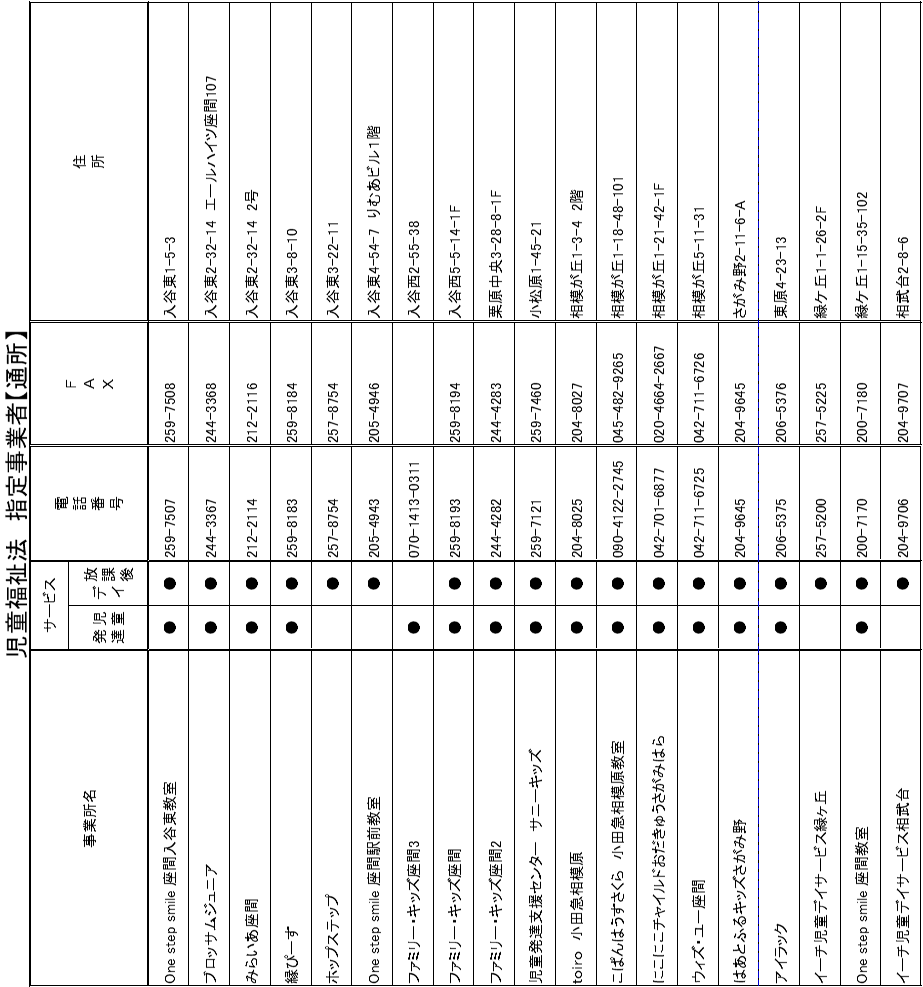 児童福祉法　指定事業者【通所】
事業所名 サービス 電話番号 FAX 住所
児童発達 放課後デイ
One step smile 座間入谷東教室 ● ● 259-7507 259-7508 入谷東1-5-3
ブロッサムジュニア ● ● 244-3367 244-3368 入谷東2-32-14　エールハイツ座間107
みらいあ座間 ● ● 212-2114 212-2116 入谷東2-32-14　2号
縁ぴーす ● ● 259-8183 259-8184 入谷東3-8-10
ホップステップ ● 257-8754 257-8754 入谷東3-22-11
One step smile 座間駅前教室 ● 205-4943 205-4946 入谷東4-54-7　りむあビル1階
ファミリー・キッズ座間3 ● 070-1413-0311 入谷西2-55-38
ファミリー・キッズ座間 ● ● 259-8193 259-8194 入谷西5-5-14-1F
ファミリー・キッズ座間2 ● ● 244-4282 244-4283 栗原中央3-28-8-1F
児童発達支援センター　サニーキッズ ● ● 259-7121 259-7460 小松原1-45-21
toiro　小田急相模原 ● ● 204-8025 204-8027 相模が丘1-3-4　2階
こぱんはうすさくら　小田急相模原教室 ● ● 090-4122-2745 045-482-9265 相模が丘1-18-48-101
にこにこチャイルドおだきゅうさがみはら ● ● 042-701-6877 020-4664-2667 相模が丘1-21-42-1F
ウィズ・ユー座間 ● ● 042-711-6725 042-711-6726 相模が丘5-11-31
はあとふるキッズさがみ野 ● ● 204-9645 204-9645 さがみ野2-11-6-A
アイラック ● ● 206-5375 206-5376 東原4-23-13
イーチ児童デイサービス緑ヶ丘 ● 257-5200 257-5225 緑ケ丘1-1-26-2F
One step smile 座間教室 ● ● 200-7170 200-7180 緑ケ丘1-15-35-102
イーチ児童デイサービス相武台 ● 204-9706 204-9707 相武台2-8-6